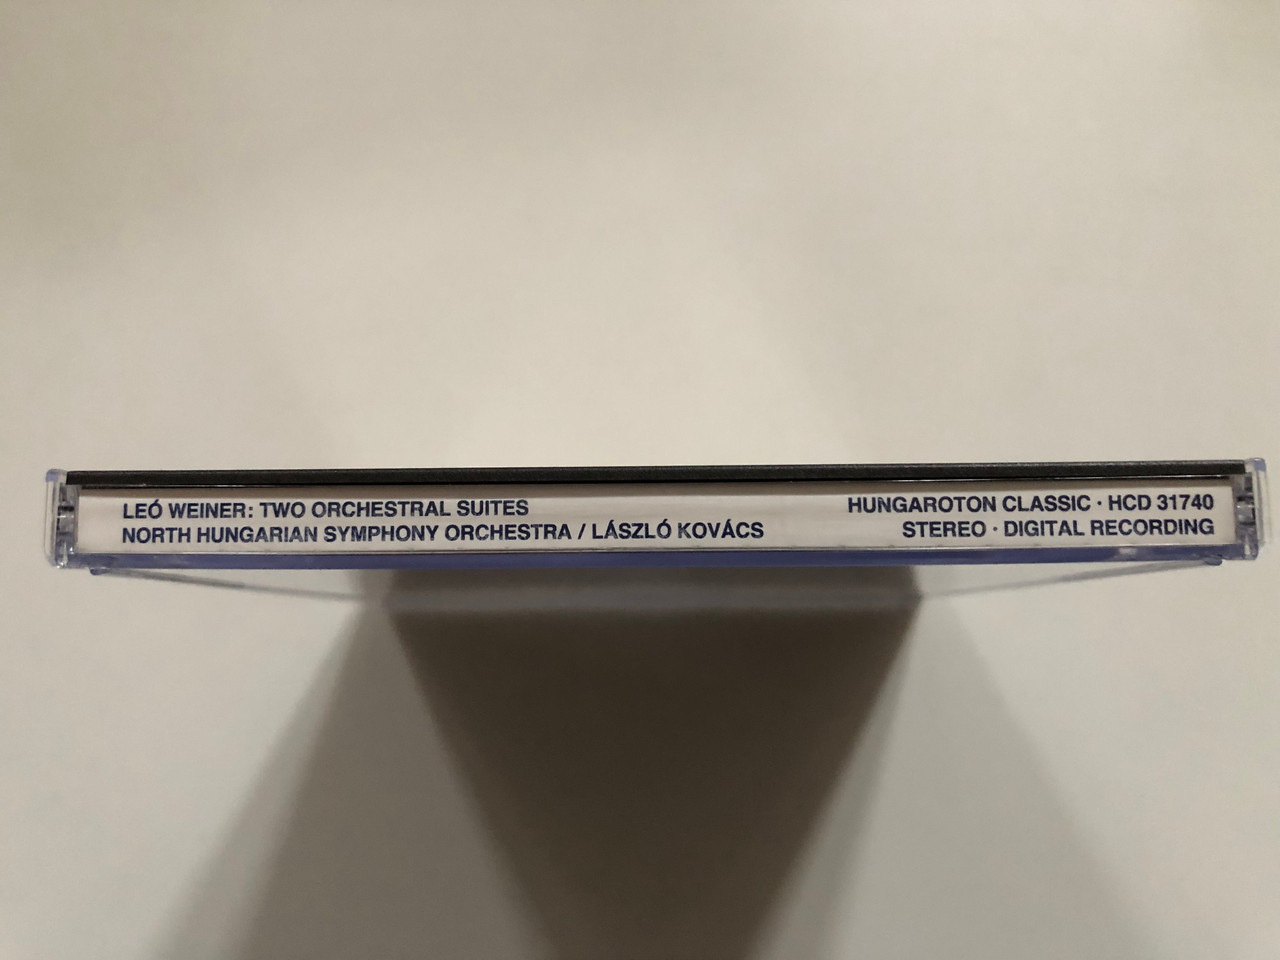 LEÓ WEINER: TWO ORCHESTRAL SUITES
NORTH HUNGARIAN SYMPHONY ORCHESTRA / LÁSZLÓ KOVÁCS
HUNGAROTON CLASSIC · HCD 31740
STEREO · DIGITAL RECORDING